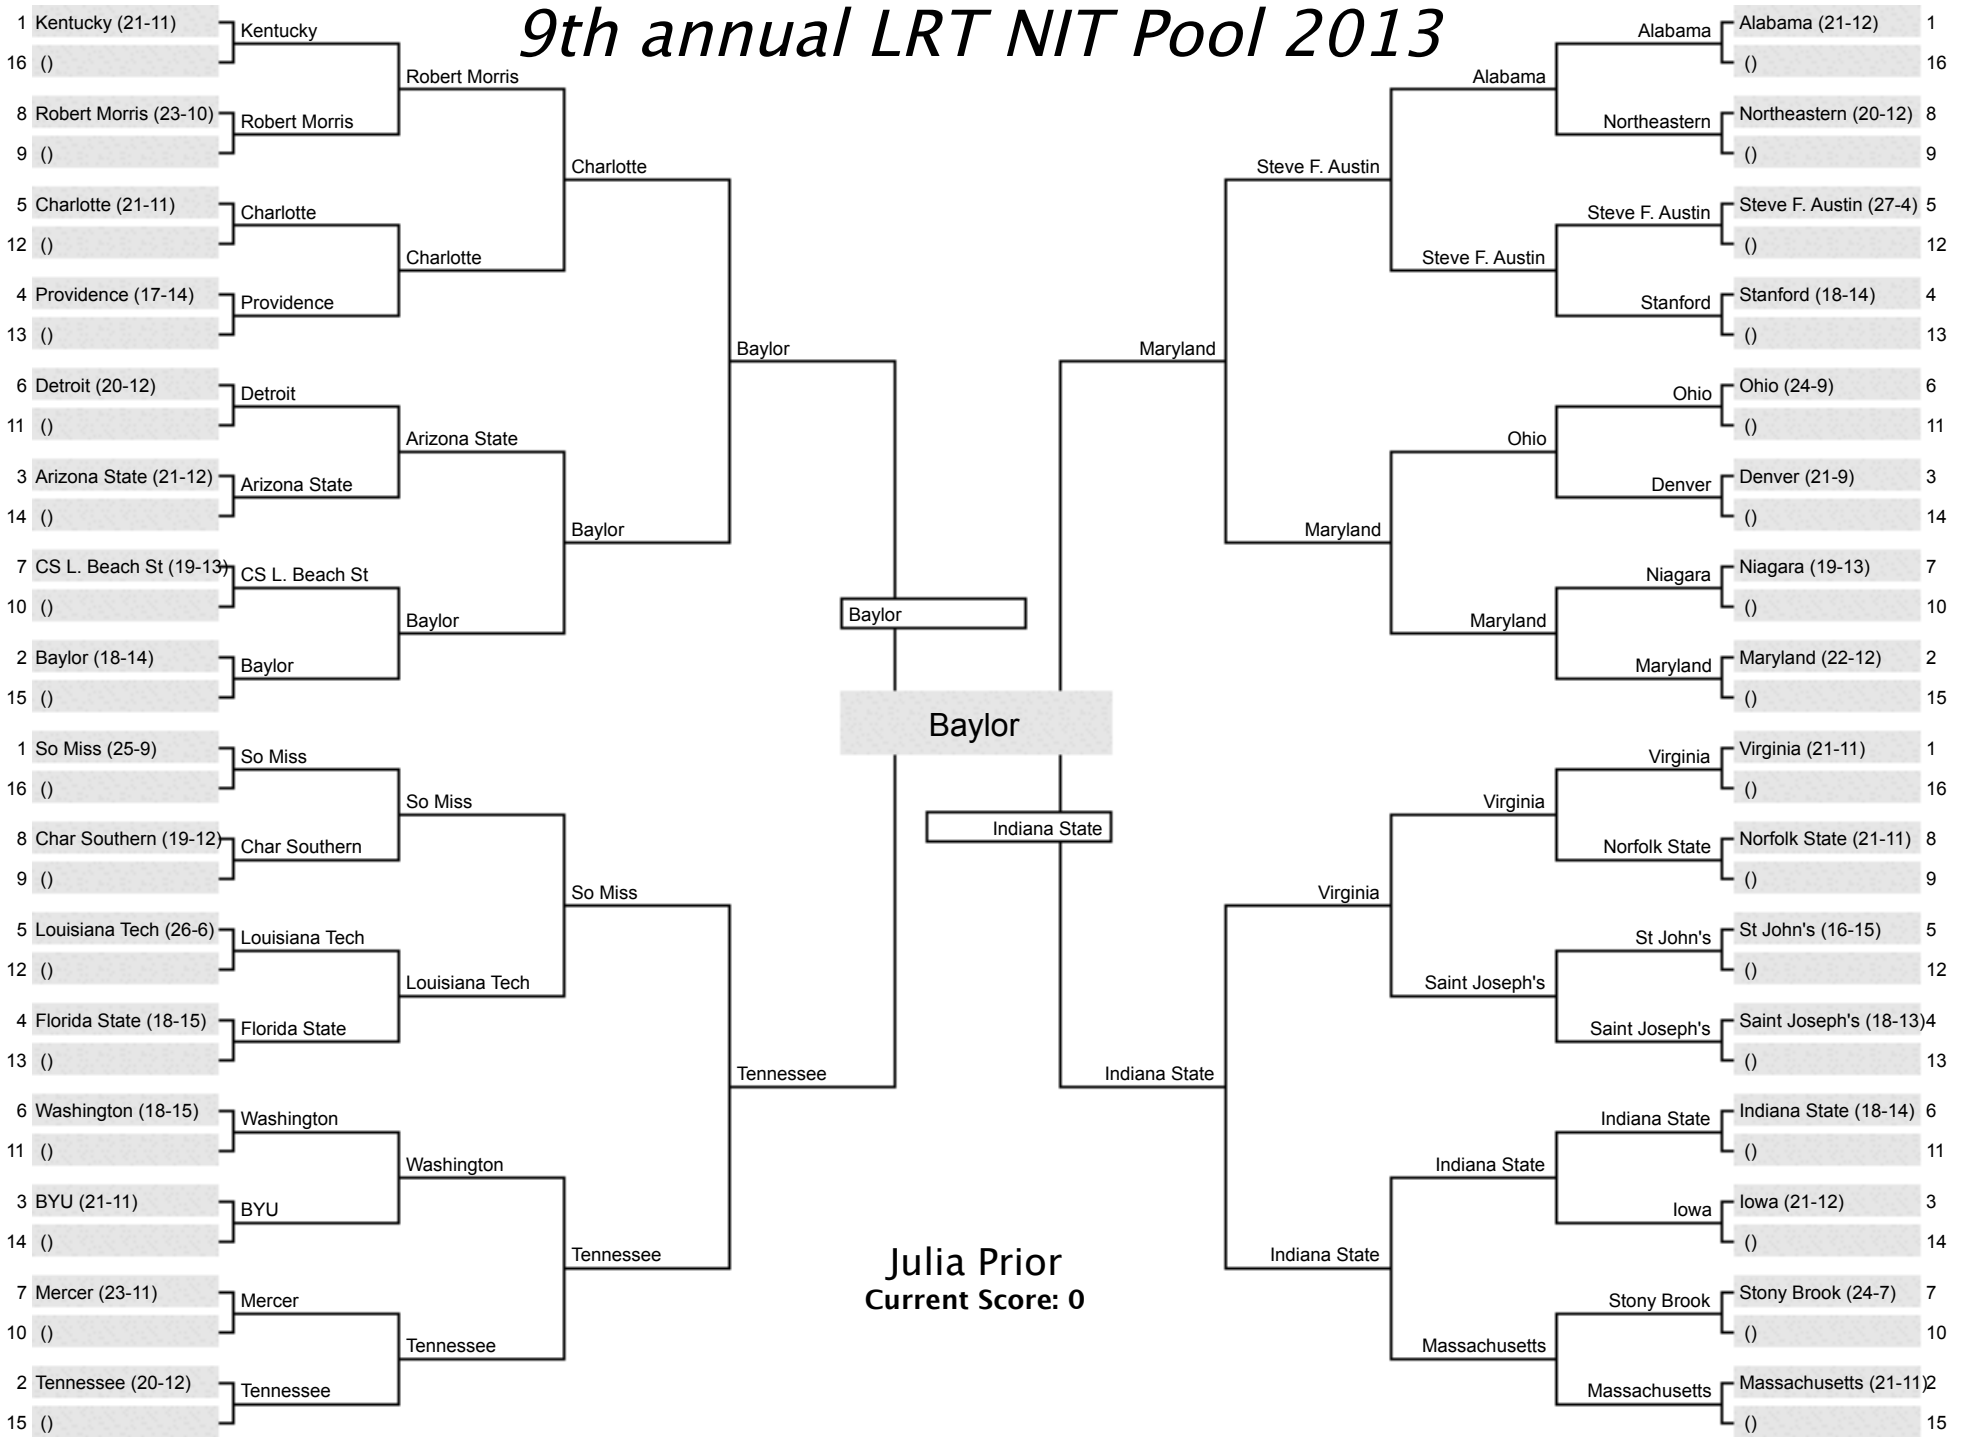 9th annual LRT NIT Pool 2013
1 Kentucky (21-11)
16 ()
8 Robert Morris (23-10)
9 ()
5 Charlotte (21-11)
12 ()
4 Providence (17-14)
13 ()
6 Detroit (20-12)
11 ()
3 Arizona State (21-12)
14 ()
7 CS L. Beach St (19-13)
10 ()
2 Baylor (18-14)
15 ()
1 So Miss (25-9)
16 ()
8 Char Southern (19-12)
9 ()
5 Louisiana Tech (26-6)
12 ()
4 Florida State (18-15)
13 ()
6 Washington (18-15)
11 ()
3 BYU (21-11)
14 ()
7 Mercer (23-11)
10 ()
2 Tennessee (20-12)
15 ()
Kentucky
Robert Morris
Charlotte
Providence
Detroit
Arizona State
CS L. Beach St
Baylor
So Miss
Char Southern
Louisiana Tech
Florida State
Washington
BYU
Mercer
Tennessee
Robert Morris
Charlotte
Arizona State
Baylor
So Miss
Louisiana Tech
Washington
Tennessee
Charlotte
Baylor
So Miss
Tennessee
Baylor
Tennessee
Baylor
Baylor
Indiana State
Julia Prior
Current Score: 0
Maryland
Indiana State
Steve F. Austin
Maryland
Virginia
Indiana State
Alabama
Steve F. Austin
Ohio
Maryland
Virginia
Saint Joseph's
Indiana State
Massachusetts
Alabama
Northeastern
Steve F. Austin
Stanford
Ohio
Denver
Niagara
Maryland
Virginia
Norfolk State
St John's
Saint Joseph's
Indiana State
Iowa
Stony Brook
Massachusetts
Alabama (21-12) 1
() 16
Northeastern (20-12) 8
() 9
Steve F. Austin (27-4) 5
() 12
Stanford (18-14) 4
() 13
Ohio (24-9) 6
() 11
Denver (21-9) 3
() 14
Niagara (19-13) 7
() 10
Maryland (22-12) 2
() 15
Virginia (21-11) 1
() 16
Norfolk State (21-11) 8
() 9
St John's (16-15) 5
() 12
Saint Joseph's (18-13) 4
() 13
Indiana State (18-14) 6
() 11
Iowa (21-12) 3
() 14
Stony Brook (24-7) 7
() 10
Massachusetts (21-11) 2
() 15